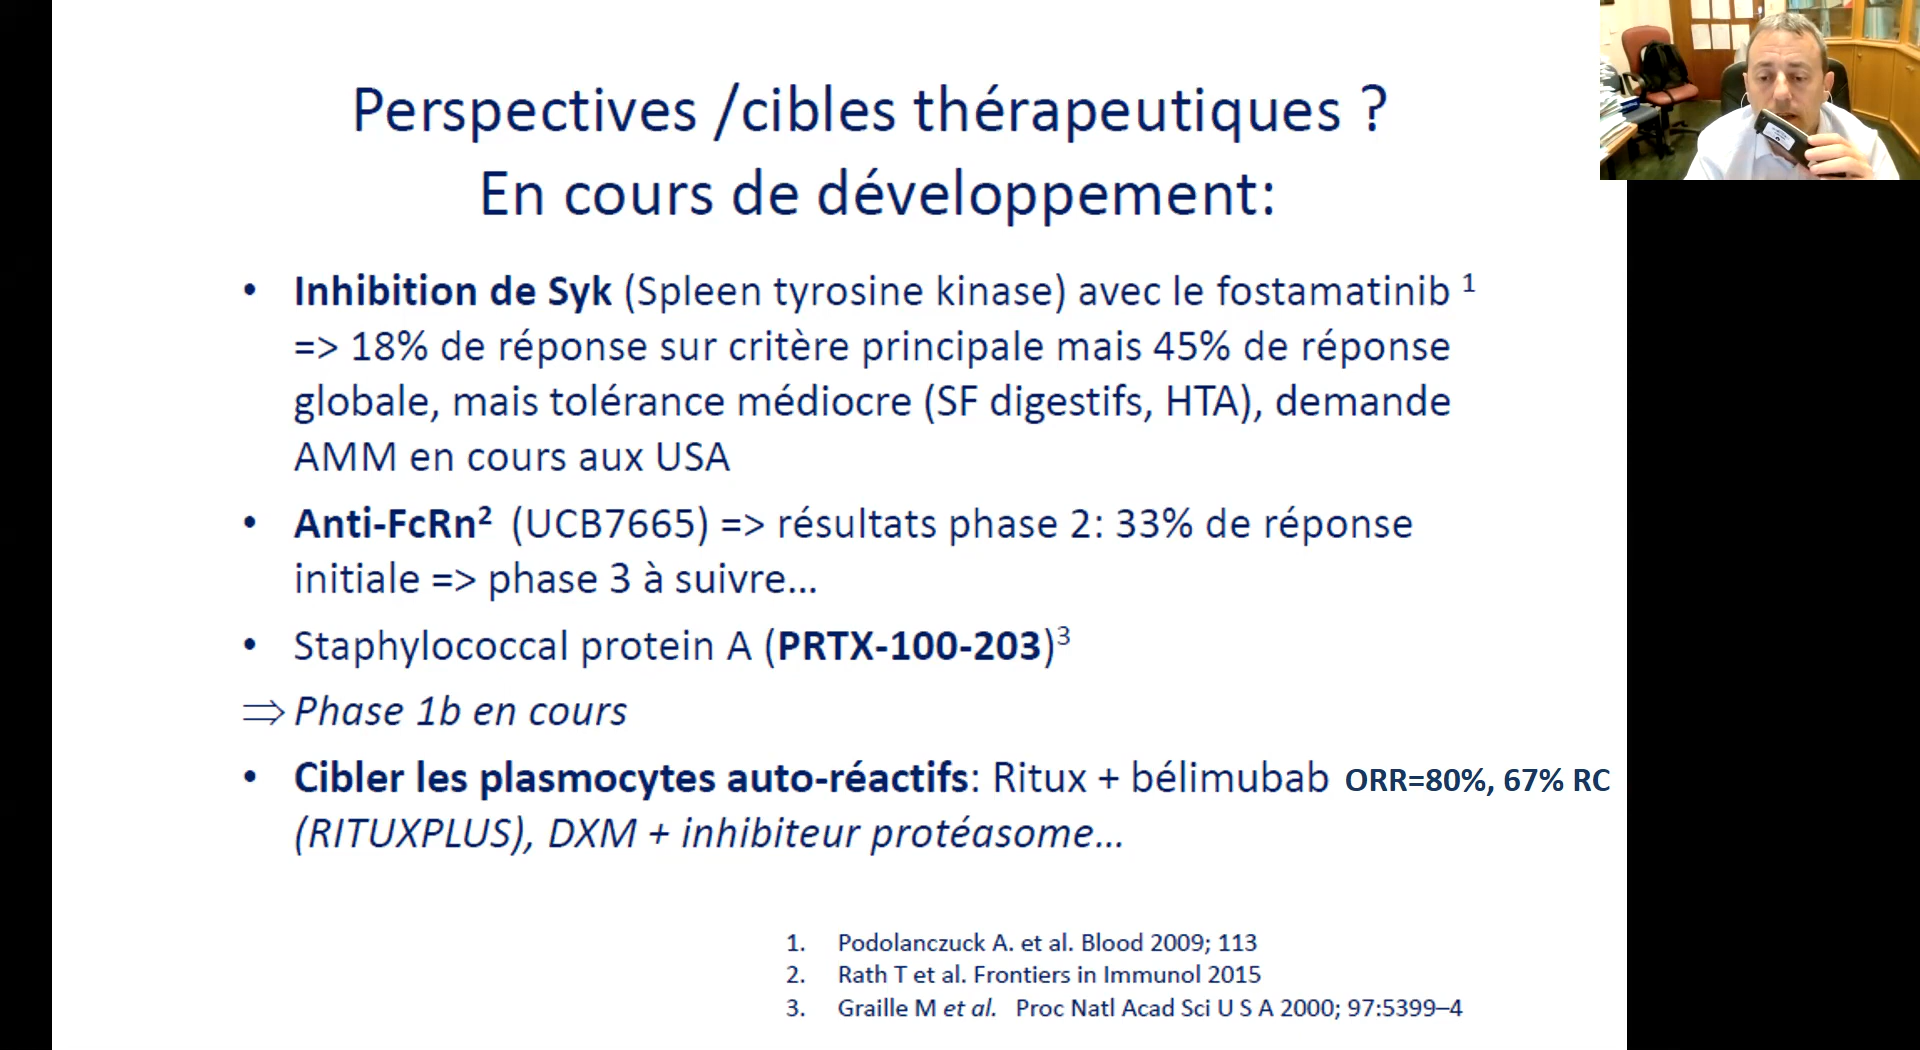 Perspectives /cibles thérapeutiques ?
En cours de développement:
• Inhibition de Syk (Spleen tyrosine kinase) avec le fostamatinib 1
=> 18% de réponse sur critère principale mais 45% de réponse
globale, mais tolérance médiocre (SF digestifs, HTA), demande
AMM en cours aux USA
• Anti-FcRn2 (UCB7665) => résultats phase 2: 33% de réponse
initiale => phase 3 à suivre...
• Staphylococcal protein A (PRTX-100-203)3
⇒ Phase 1b en cours
• Cibler les plasmocytes auto-réactifs: Ritux + bélimubab ORR=80%, 67% RC
(RITUXPLUS), DXM + inhibiteur protéasome...
1. Podolanczuck A. et al. Blood 2009; 113
2. Rath T et al. Frontiers in Immunol 2015
3. Graille M et al. Proc Natl Acad Sci U S A 2000; 97:5399–4